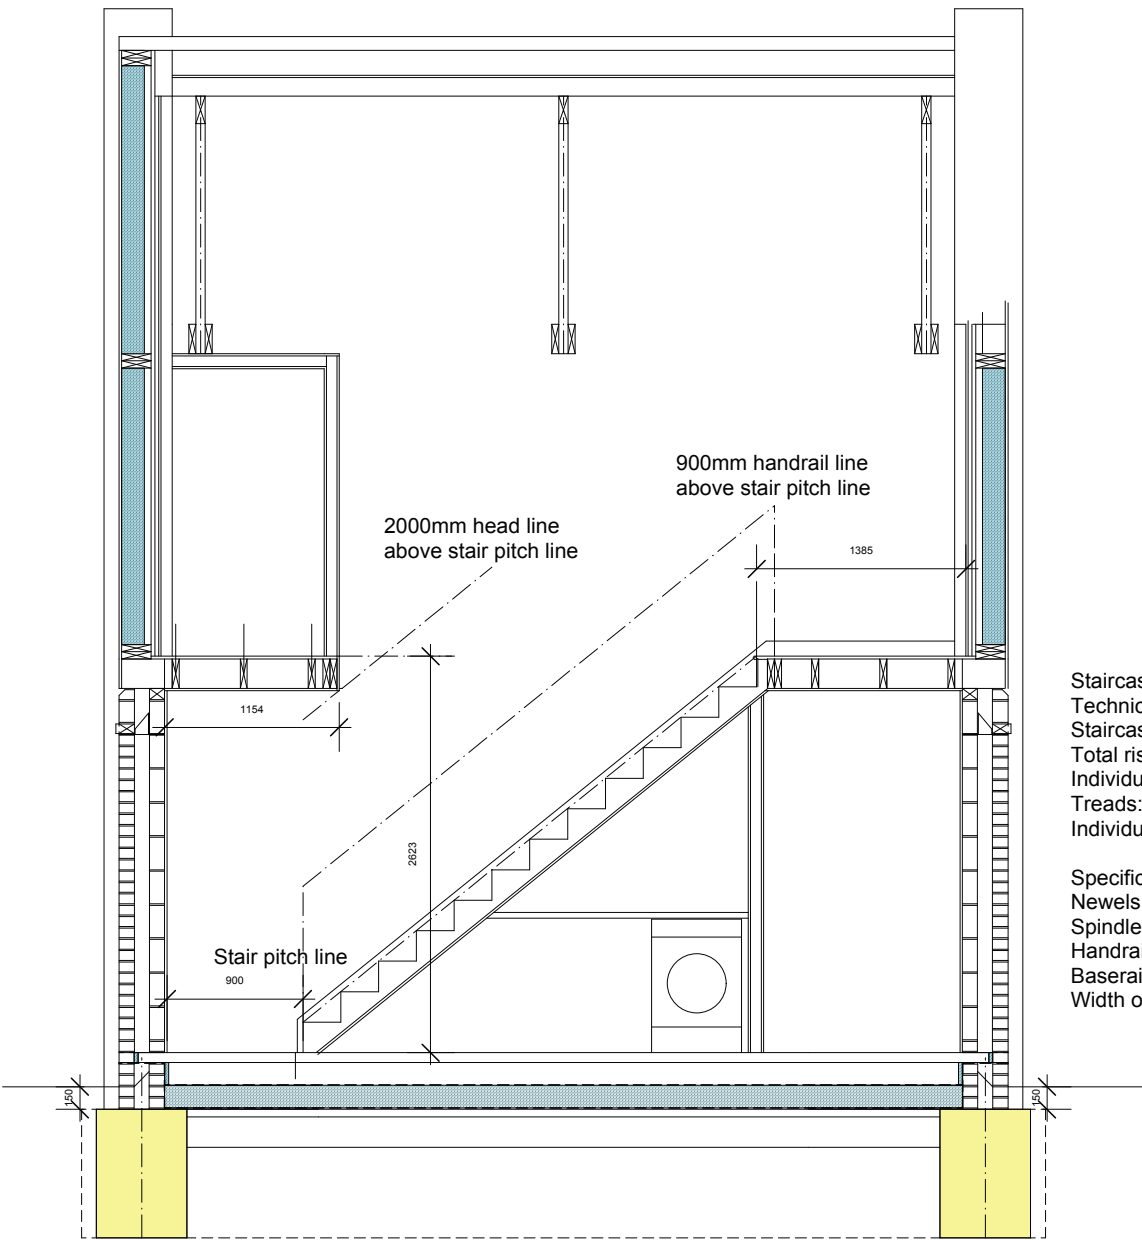 900mm handrail line
above stair pitch line
2000mm head line
above stair pitch line
1385
1154
2623
Stair pitch line
900
150
150
Staircas
Technic
Staircas
Total ris
Individu
Treads:
Individu
Specific
Newels
Spindle
Handrai
Baserai
Width o